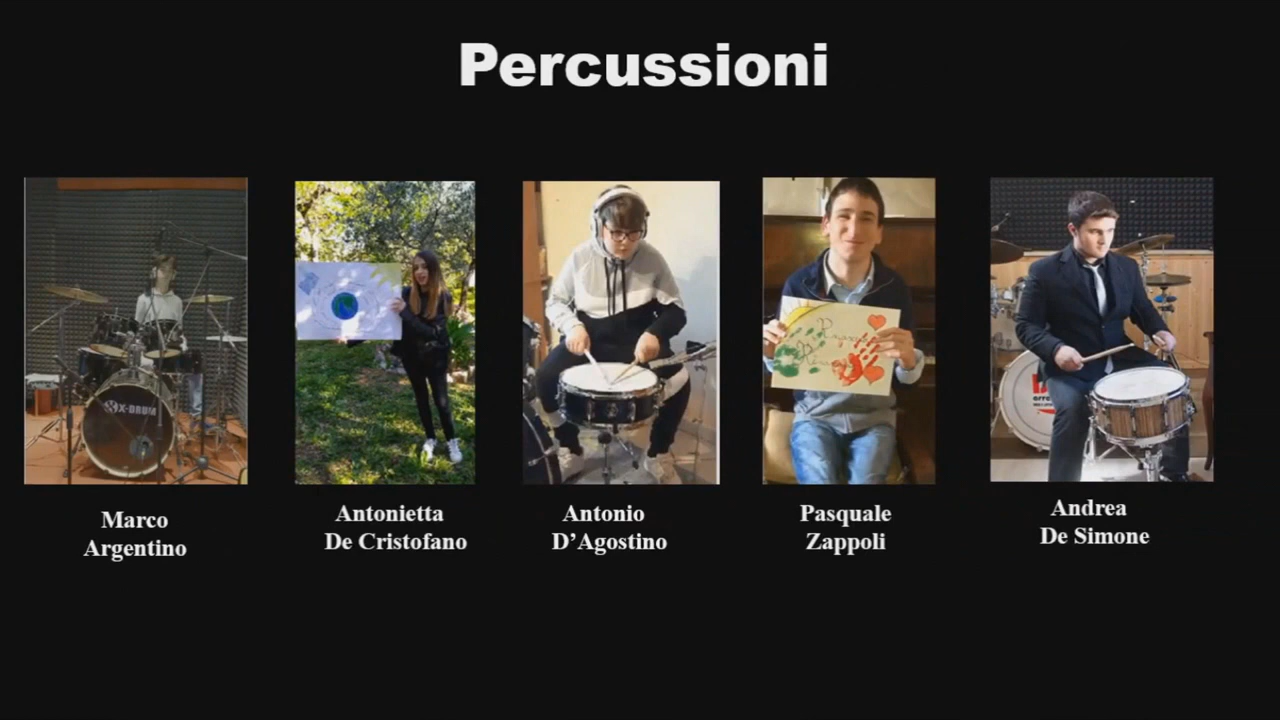 Percussioni
X-DRUM
Marco
Argentino
Antonietta
De Cristofano
Antonio
D’Agostino
Pasquale
Zappoli
Andrea
De Simone